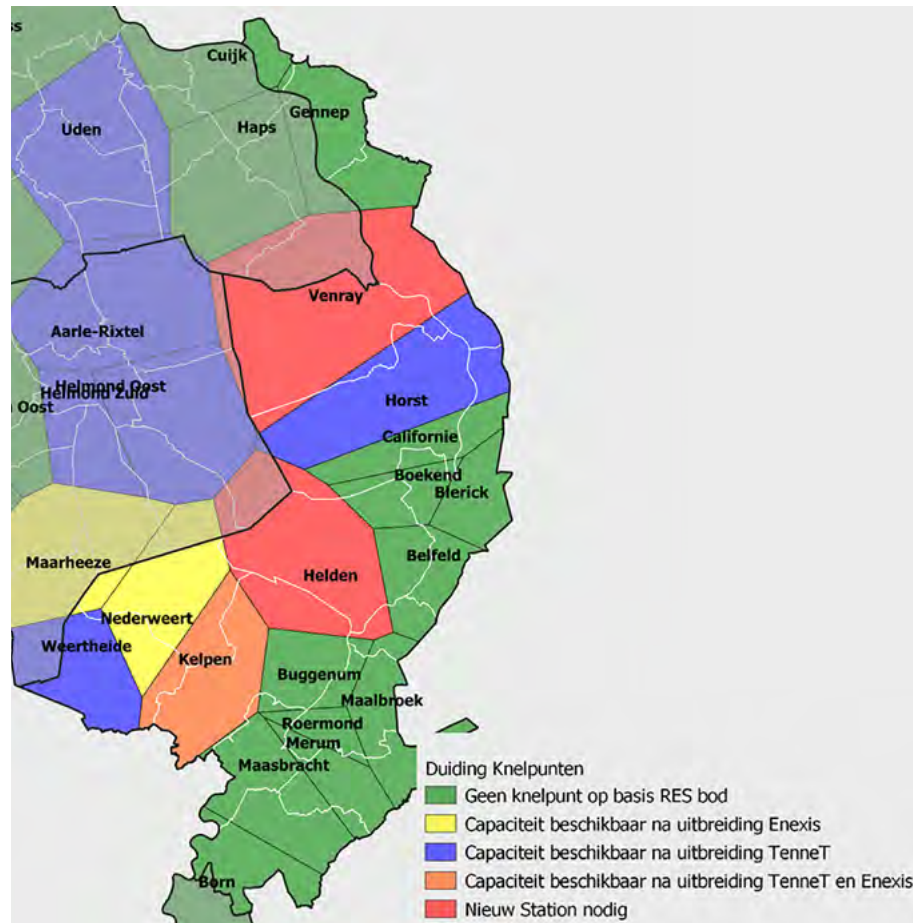 ss
Cuijk
Gennep
Uden
Haps
Venray
Aarle-Rixtel
Helmond Oost
Helmond Zuid
n Oost
Horst
Californie
Boekend
Blerick
Maarheeze
Belfeld
Helden
Nederweert
Weertheide
Kelpen
Buggenum
Maalbroek
Roermond
Merum
Maasbracht
Born
Duiding Knelpunten
Geen knelpunt op basis RES bod
Capaciteit beschikbaar na uitbreiding Enexis
Capaciteit beschikbaar na uitbreiding TenneT
Capaciteit beschikbaar na uitbreiding TenneT en Enexis
Nieuw Station nodig